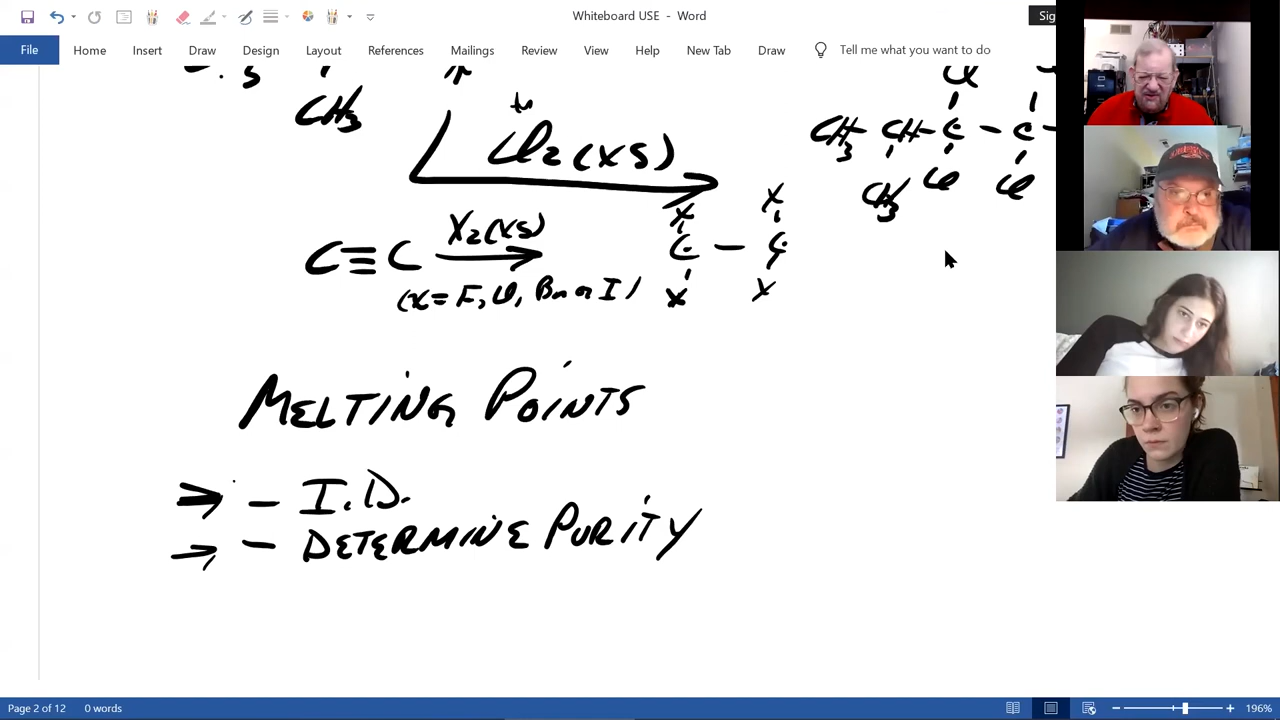 Whiteboard USE - Word
Sig
File Home Insert Draw Design Layout References Mailings Review View Help New Tab Draw Tell me what you want to do
CH3
Cl2 (XS)
CH3 CH C C
CH3 Cl Cl
C≡C X2(XS) C - C
X X
(X = F, Cl, Br or I)
X X
MELTING POINTS
⇒ - I.D.
→ - DETERMINE PURITY
Page 2 of 12 0 words 196%